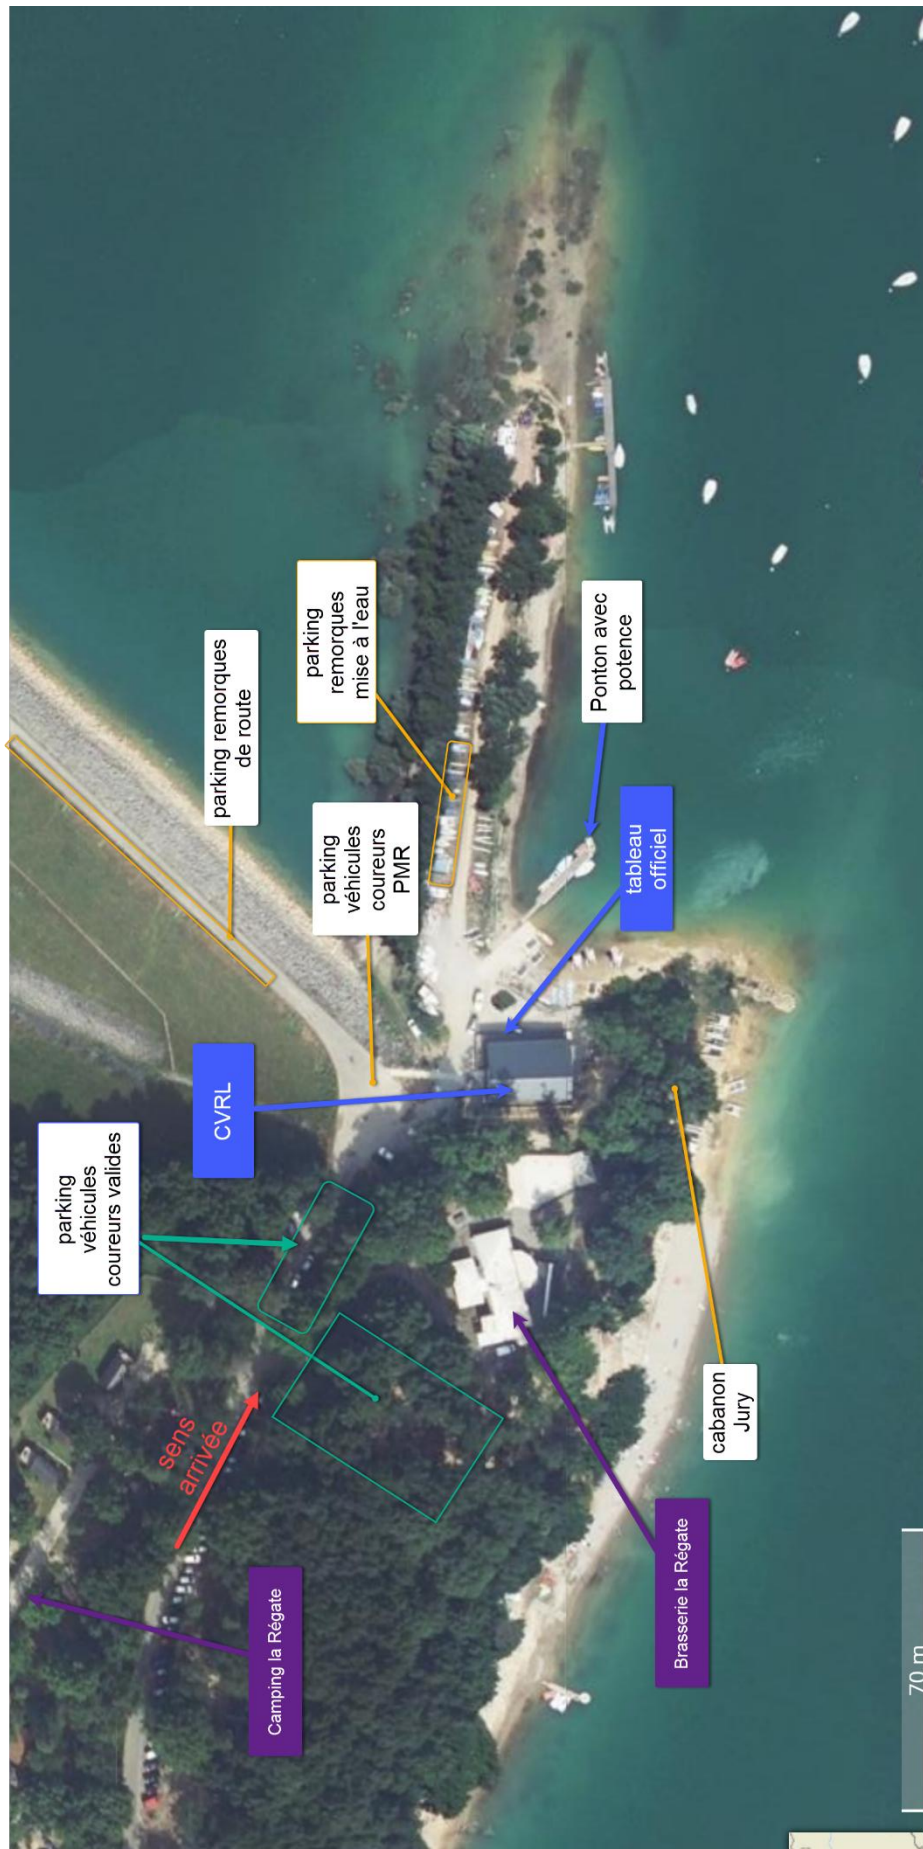 parking
véhicules
coureurs valides
sens
arrivée
CVRL
parking remorques
de route
Camping la Régate
parking
remorques
mise à l'eau
parking
véhicules
coureurs
PMR
Ponton avec
potence
tableau
officiel
Brasserie la Régate
cabanon
Jury
70 m